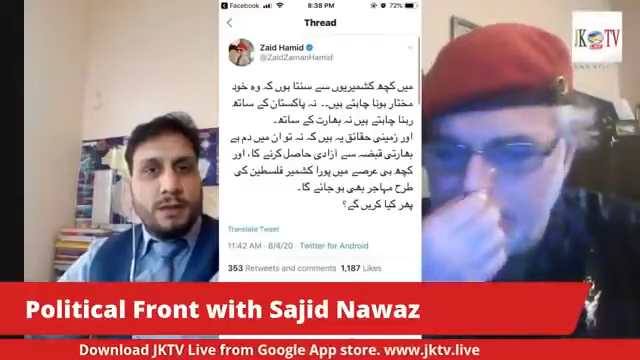 Facebook
8:38 PM
72%
Thread
Zaid Hamid
@ZaidZamanHamid
میں کچھ کشمیریوں سے سنتا ہوں کہ وہ خود
مختار ہونا چاہتے ہیں۔۔ نہ پاکستان کے ساتھ
رہنا چاہتے ہیں نہ بھارت کے ساتھ۔
اور زمینی حقائق یہ ہیں کہ نہ تو ان میں دم ہے
بھارتی قبضہ سے آزادی حاصل کرنے کا، اور
کچھ ہی عرصے میں پورا کشمیر فلسطین کی
طرح مہاجر بھی ہو جائے گا۔
پھر کیا کریں گے؟
Translate Tweet
11:42 AM · 8/4/20 · Twitter for Android
353 Retweets and comments 1,187 Likes
JK TV
LIVE
Political Front with Sajid Nawaz
Download JKTV Live from Google App store. www.jktv.live